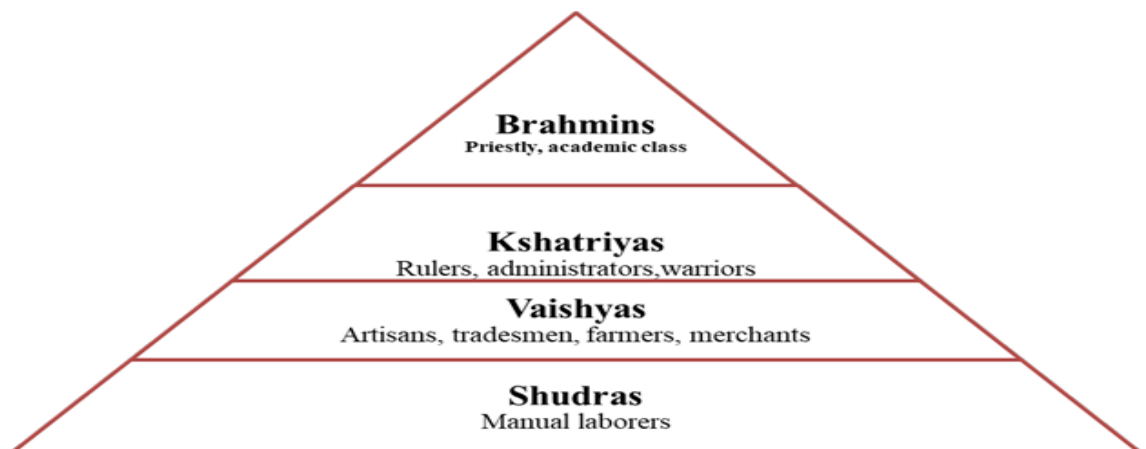 Brahmins
Priestly, academic class
Kshatriyas
Rulers, administrators,warriors
Vaishyas
Artisans, tradesmen, farmers, merchants
Shudras
Manual laborers